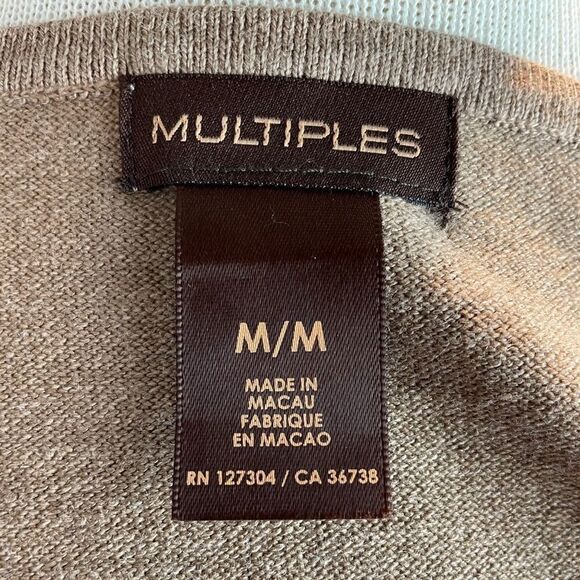 MULTIPLES
M/M
MADE IN
MACAU
FABRIQUE
EN MACAO
RN 127304 / CA 36738